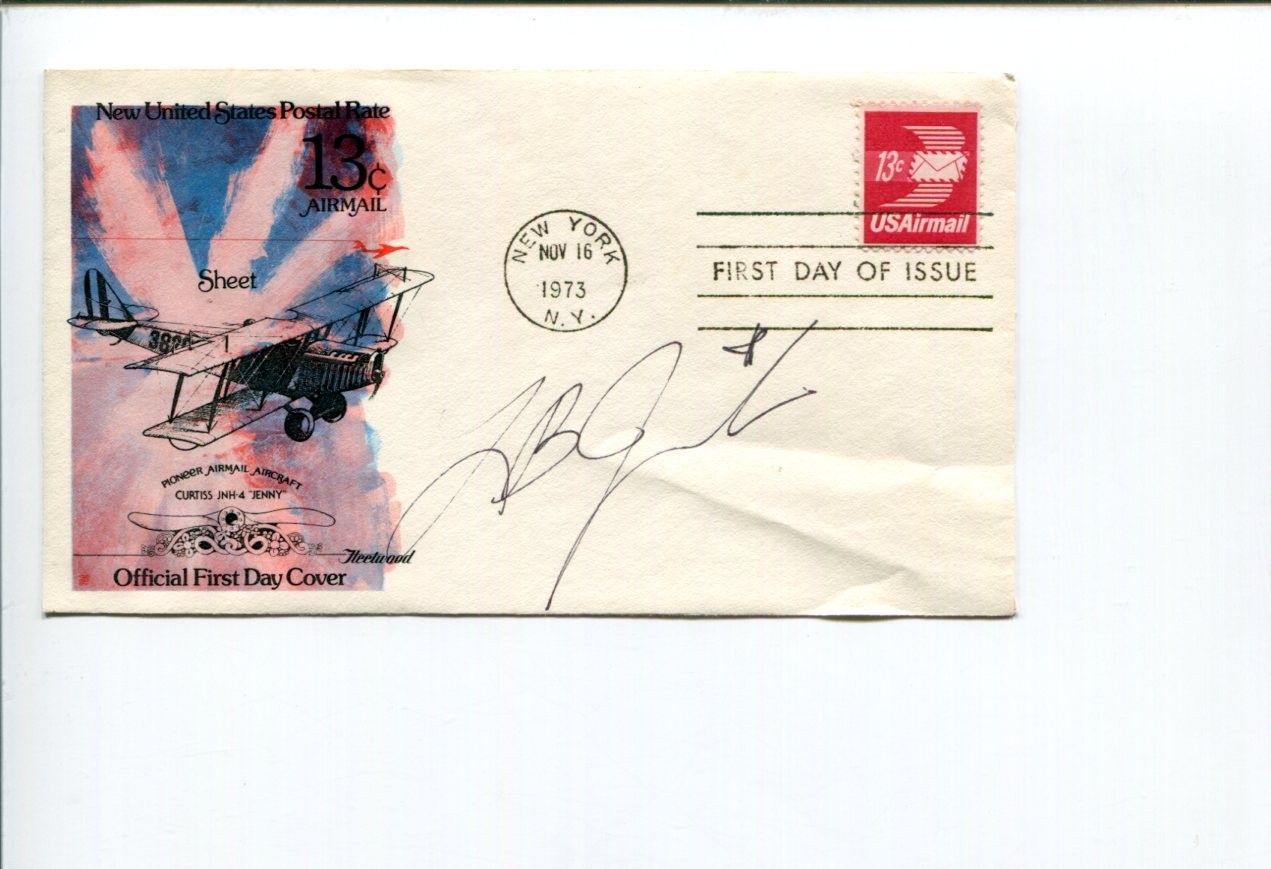 New United States Postal Rate
13¢
AIRMAIL
Sheet
3824
PIONEER AIRMAIL AIRCRAFT
CURTISS JNH-4 "JENNY"
Fleetwood
Official First Day Cover
NEW YORK
NOV 16
1973
N.Y.
13c
USAirmail
FIRST DAY OF ISSUE